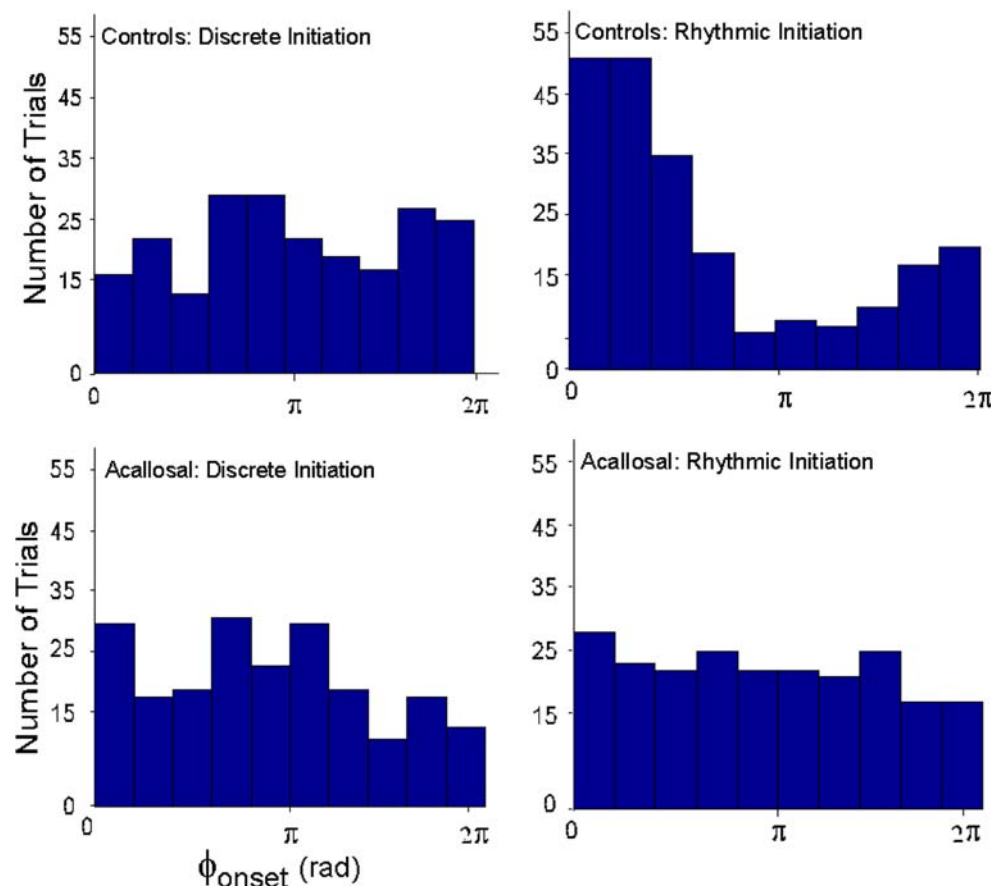 Controls: Discrete Initiation
Number of Trials
55
45
35
25
15
0
0
π
2π
Controls: Rhythmic Initiation
55
45
35
25
15
0
0
π
2π
Acallosal: Discrete Initiation
Number of Trials
55
45
35
25
15
0
0
π
2π
ϕonset (rad)
Acallosal: Rhythmic Initiation
55
45
35
25
15
0
0
π
2π